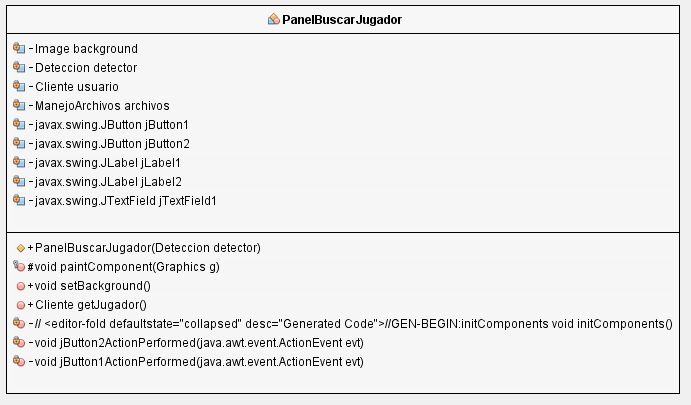 PanelBuscarJugador
-Image background
-Deteccion detector
-Cliente usuario
-ManejoArchivos archivos
-javax.swing.JButton jButton1
-javax.swing.JButton jButton2
-javax.swing.JLabel jLabel1
-javax.swing.JLabel jLabel2
-javax.swing.JTextField jTextField1
+PanelBuscarJugador(Deteccion detector)
#void paintComponent(Graphics g)
+void setBackground()
+Cliente getJugador()
-// <editor-fold defaultstate="collapsed" desc="Generated Code">//GEN-BEGIN:initComponents void initComponents()
-void jButton2ActionPerformed(java.awt.event.ActionEvent evt)
-void jButton1ActionPerformed(java.awt.event.ActionEvent evt)